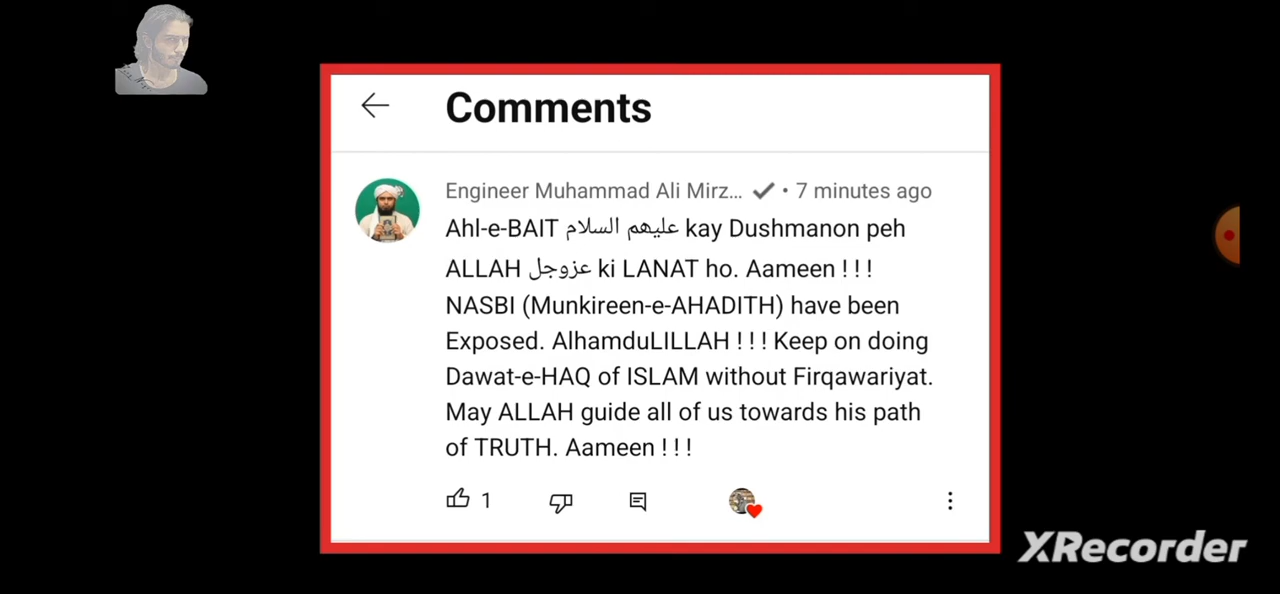 Comments
Engineer Muhammad Ali Mirz... ✔ • 7 minutes ago
Ahl-e-BAIT علیھم السلام kay Dushmanon peh
ALLAH عزوجل ki LANAT ho. Aameen ! ! !
NASBI (Munkireen-e-AHADITH) have been
Exposed. AlhamduLILLAH ! ! ! Keep on doing
Dawat-e-HAQ of ISLAM without Firqawariyat.
May ALLAH guide all of us towards his path
of TRUTH. Aameen ! ! !
1
XRecorder